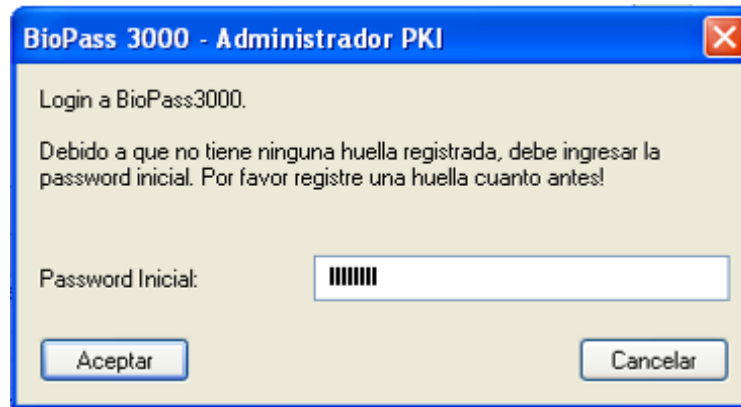 BioPass 3000 - Administrador PKI
Login a BioPass3000.
Debido a que no tiene ninguna huella registrada, debe ingresar la
password inicial. Por favor registre una huella cuanto antes!
Password Inicial:
Aceptar
Cancelar